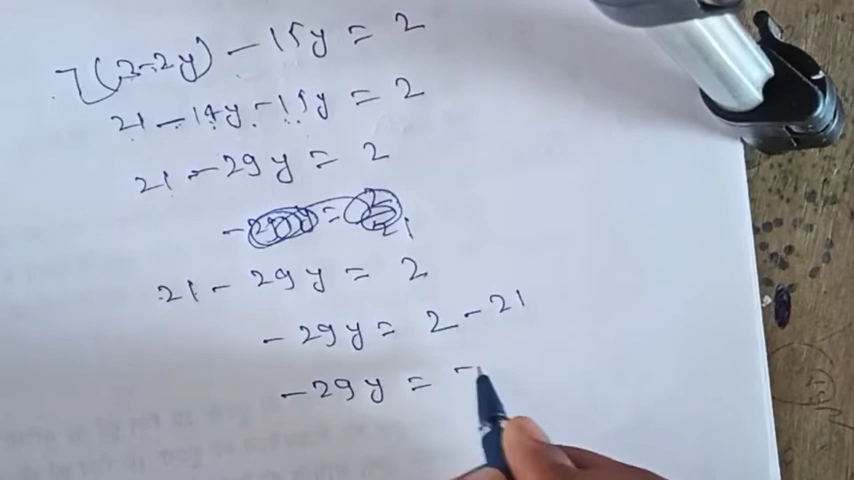 7(3-2y) - 15y = 2
21 - 14y - 15y = 2
21 - 29y = 2
21 - 29y = 2
- 29y = 2 - 21
- 29y = -